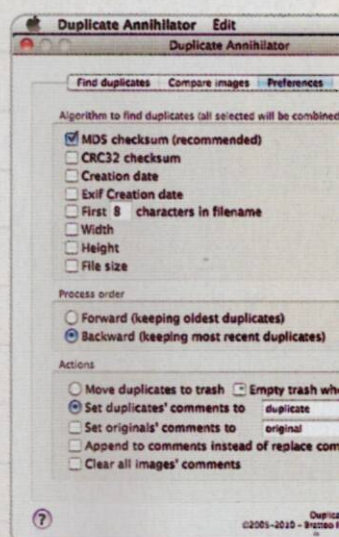 Duplicate Annihilator Edit
Duplicate Annihilator
Find duplicates Compare images Preferences
Algorithm to find duplicates (all selected will be combined
MD5 checksum (recommended)
CRC32 checksum
Creation date
Exif Creation date
First 8 characters in filename
Width
Height
File size
Process order
Forward (keeping oldest duplicates)
Backward (keeping most recent duplicates)
Actions
Move duplicates to trash Empty trash whe
Set duplicates' comments to duplicate
Set originals' comments to original
Append to comments instead of replace com
Clear all images' comments
Duplica
?
©2005-2010 - Brattoo